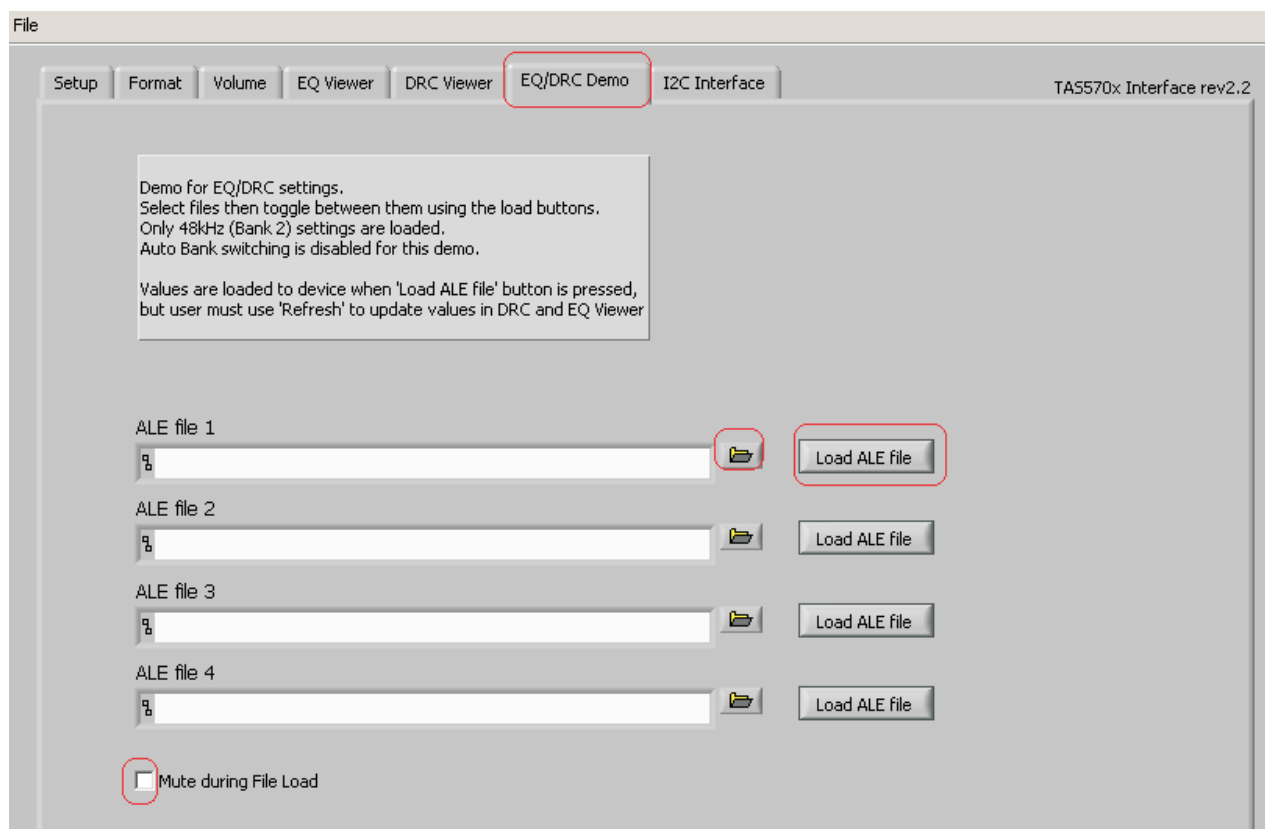 File
Setup Format Volume EQ Viewer DRC Viewer EQ/DRC Demo I2C Interface
TAS570x Interface rev2.2
Demo for EQ/DRC settings.
Select files then toggle between them using the load buttons.
Only 48kHz (Bank 2) settings are loaded.
Auto Bank switching is disabled for this demo.
Values are loaded to device when 'Load ALE file' button is pressed,
but user must use 'Refresh' to update values in DRC and EQ Viewer
ALE file 1
Load ALE file
ALE file 2
Load ALE file
ALE file 3
Load ALE file
ALE file 4
Load ALE file
Mute during File Load